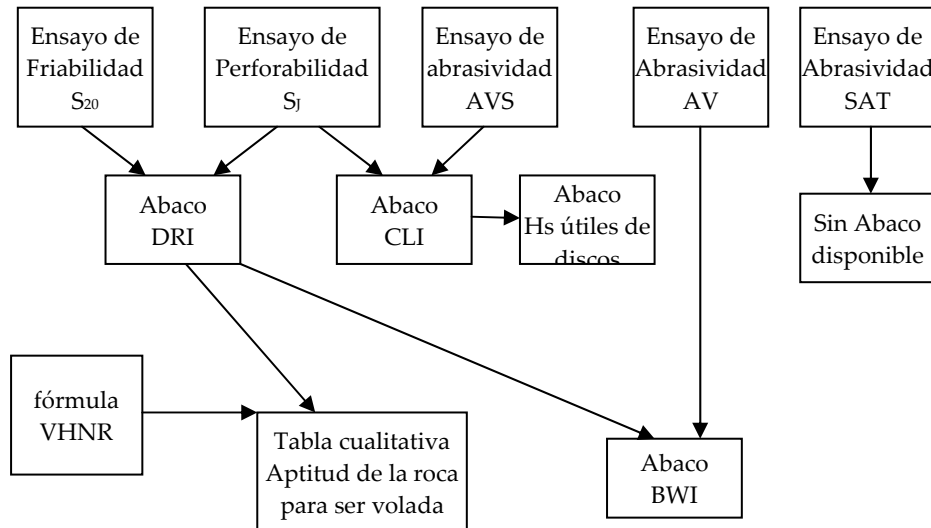 Ensayo de
Friabilidad
S20
Ensayo de
Perforabilidad
SJ
Ensayo de
abrasividad
AVS
Ensayo de
Abrasividad
AV
Ensayo de
Abrasividad
SAT
Abaco
DRI
Abaco
CLI
Abaco
Hs útiles de
discos
Sin Abaco
disponible
fórmula
VHNR
Tabla cualitativa
Aptitud de la roca
para ser volada
Abaco
BWI